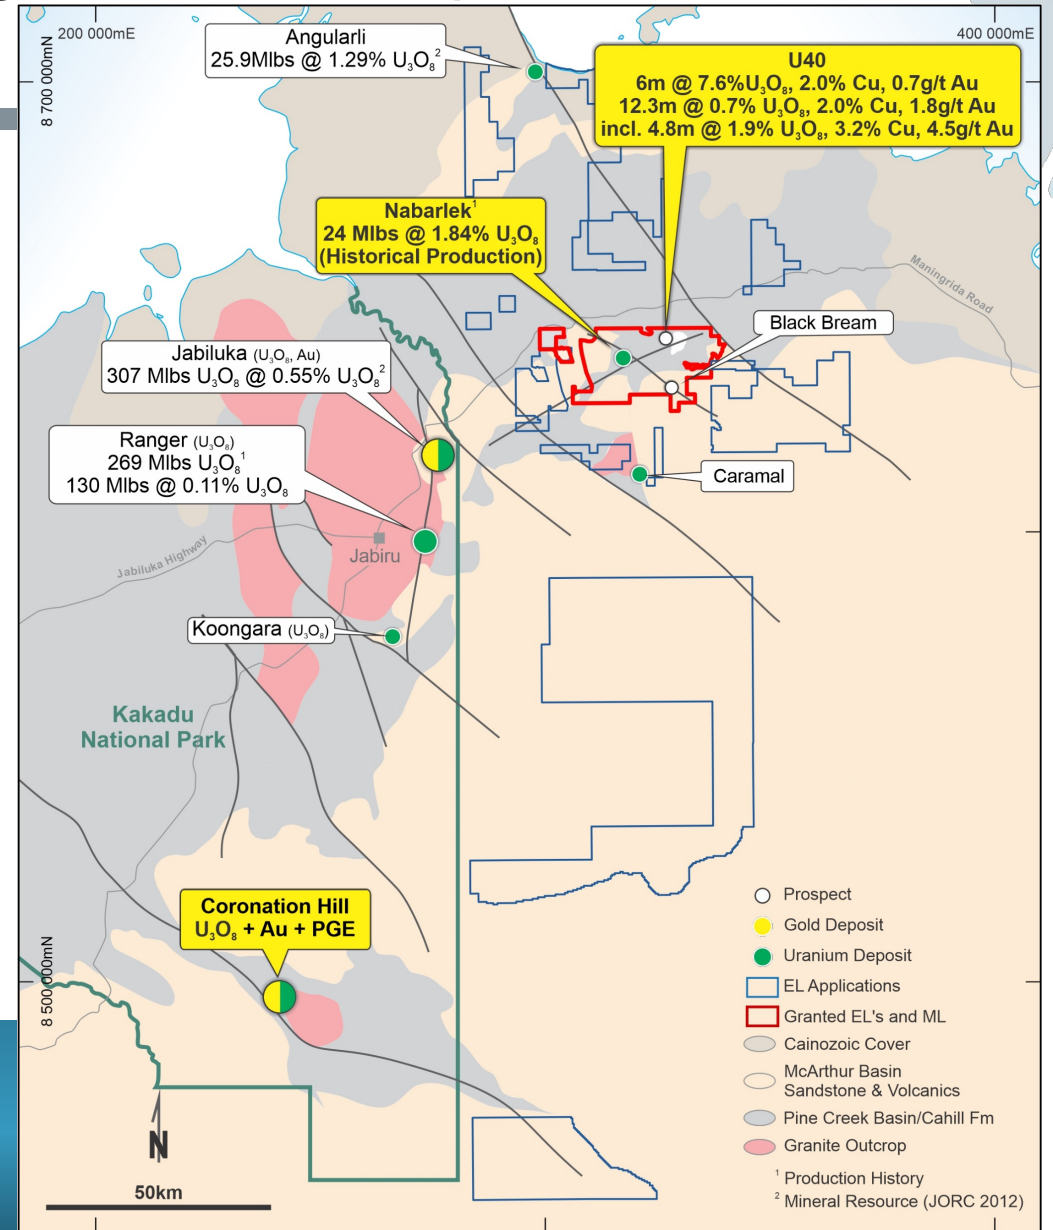 200 000mE
400 000mE
8 700 000mN
8 500 000mN
Angularli
25.9Mlbs @ 1.29% U₃O₈²
U40
6m @ 7.6%U₃O₈, 2.0% Cu, 0.7g/t Au
12.3m @ 0.7% U₃O₈, 2.0% Cu, 1.8g/t Au
incl. 4.8m @ 1.9% U₃O₈, 3.2% Cu, 4.5g/t Au
Nabarlek¹
24 Mlbs @ 1.84% U₃O₈
(Historical Production)
Maningrida Road
Black Bream
Jabiluka (U₃O₈, Au)
307 Mlbs U₃O₈ @ 0.55% U₃O₈²
Ranger (U₃O₈)
269 Mlbs U₃O₈¹
130 Mlbs @ 0.11% U₃O₈
Caramal
Jabiru
Jabiluka Highway
Koongara (U₃O₈)
Kakadu
National Park
Coronation Hill
U₃O₈ + Au + PGE
N
50km
Prospect
Gold Deposit
Uranium Deposit
EL Applications
Granted EL's and ML
Cainozoic Cover
McArthur Basin
Sandstone & Volcanics
Pine Creek Basin/Cahill Fm
Granite Outcrop
¹ Production History
² Mineral Resource (JORC 2012)